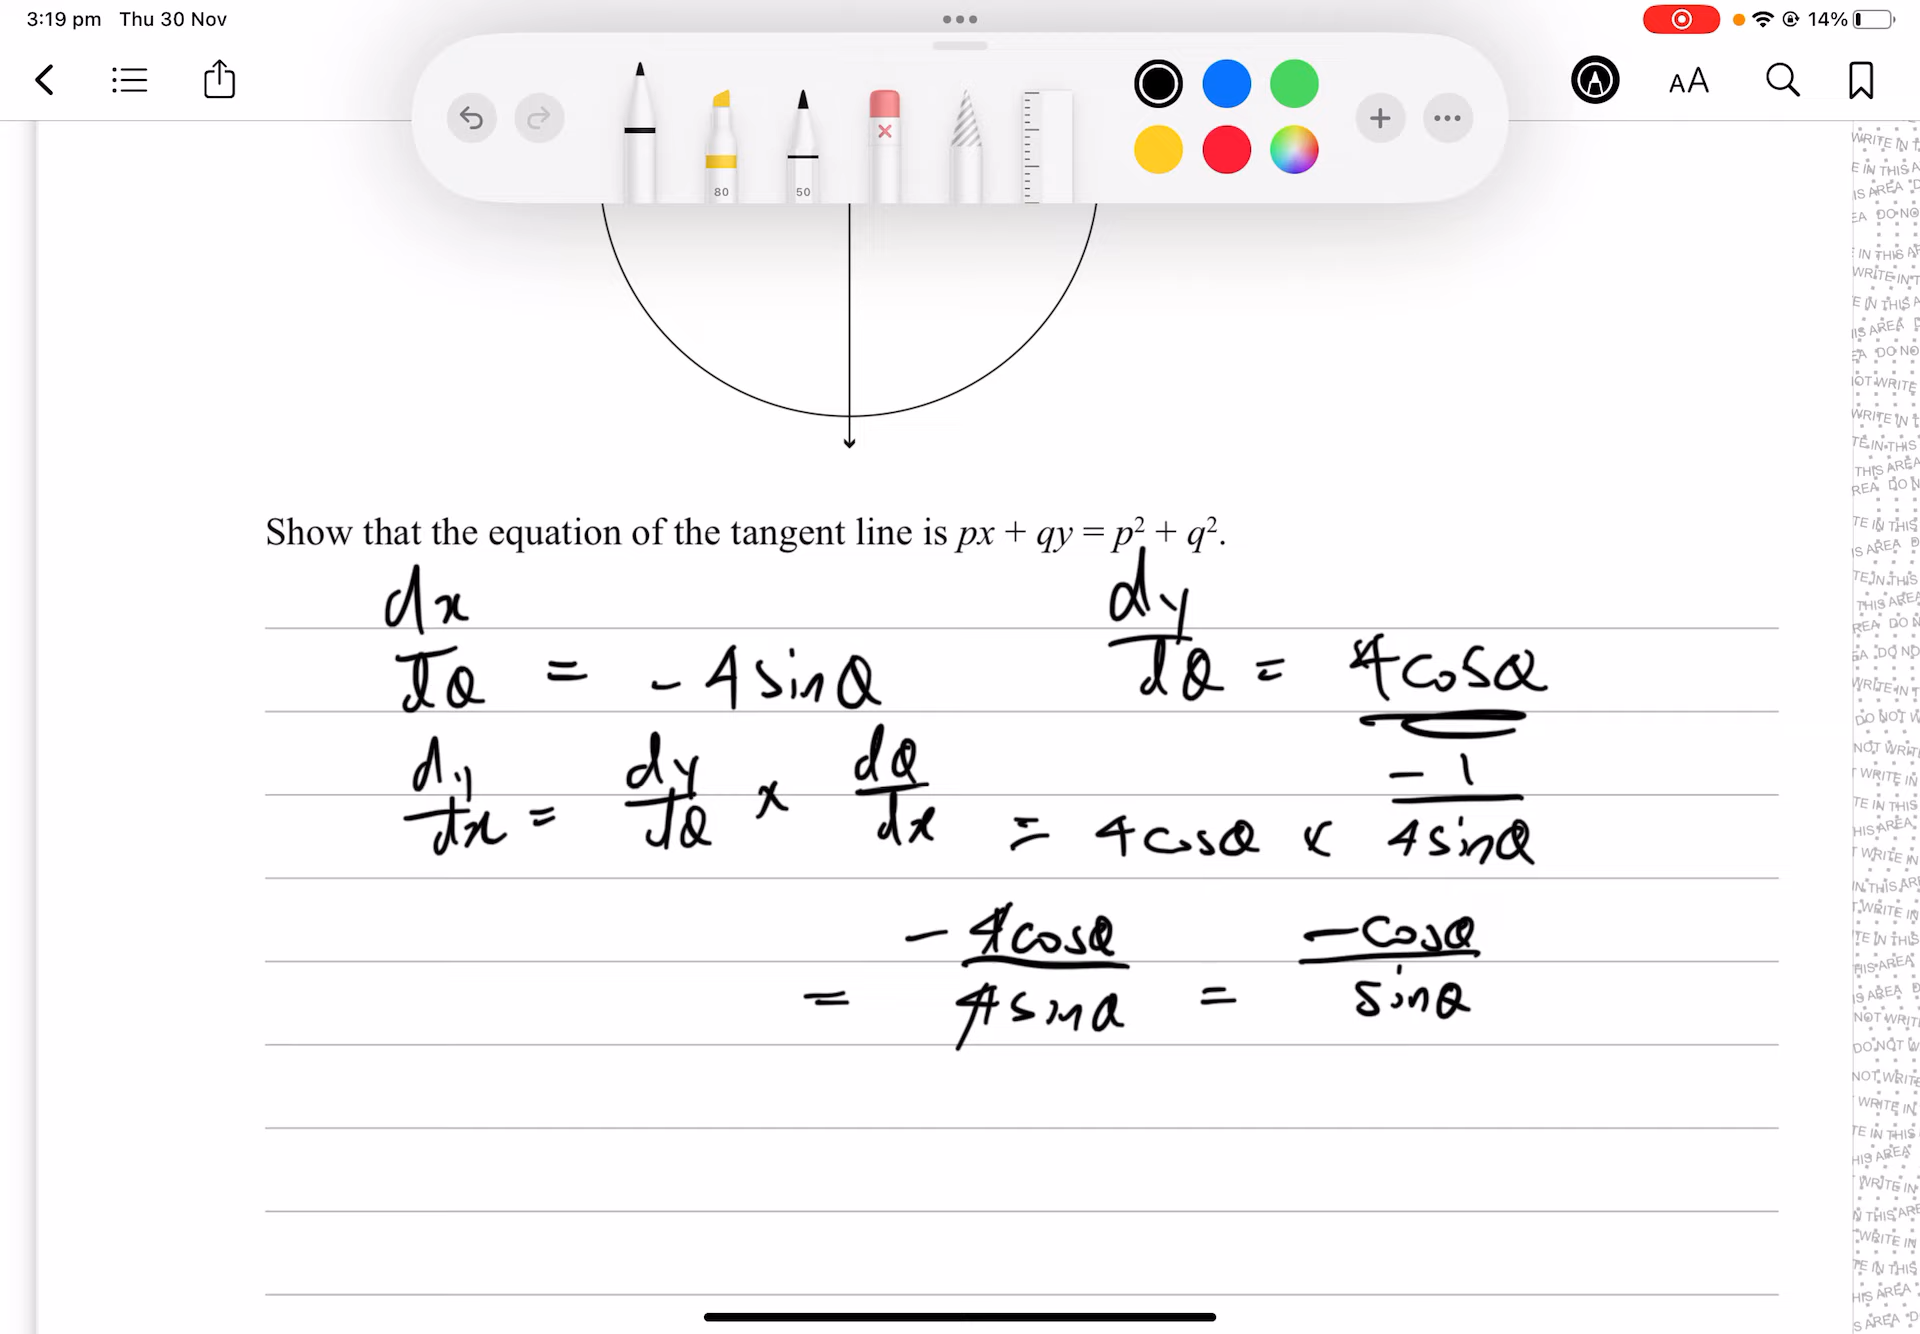 3:19 pm Thu 30 Nov
14%
AA
80
50
Show that the equation of the tangent line is px + qy = p² + q².
dx/dθ = - 4 sinθ
dy/dθ = 4cosθ
dy/dx = dy/dθ × dθ/dx = 4cosθ × -1/4sinθ
= -4cosθ/4sinθ = -cosθ/sinθ